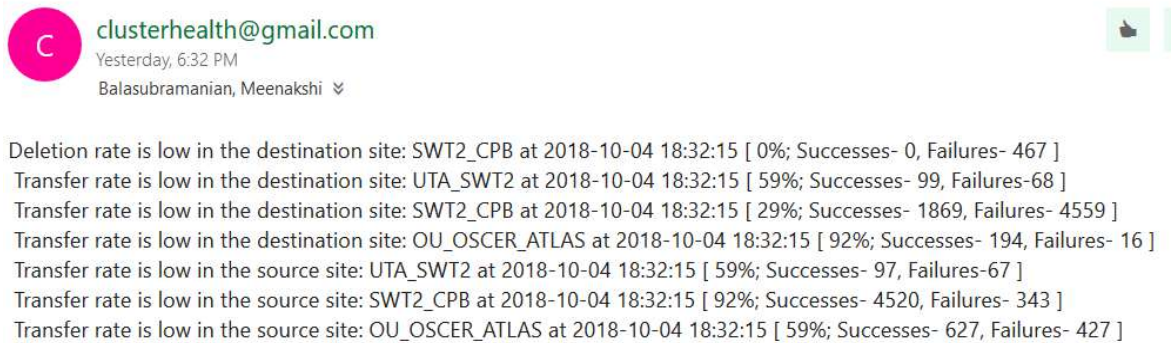 C
clusterhealth@gmail.com
Yesterday, 6:32 PM
Balasubramanian, Meenakshi
Deletion rate is low in the destination site: SWT2_CPB at 2018-10-04 18:32:15 [ 0%; Successes- 0, Failures- 467 ]
Transfer rate is low in the destination site: UTA_SWT2 at 2018-10-04 18:32:15 [ 59%; Successes- 99, Failures-68 ]
Transfer rate is low in the destination site: SWT2_CPB at 2018-10-04 18:32:15 [ 29%; Successes- 1869, Failures- 4559 ]
Transfer rate is low in the destination site: OU_OSCER_ATLAS at 2018-10-04 18:32:15 [ 92%; Successes- 194, Failures- 16 ]
Transfer rate is low in the source site: UTA_SWT2 at 2018-10-04 18:32:15 [ 59%; Successes- 97, Failures-67 ]
Transfer rate is low in the source site: SWT2_CPB at 2018-10-04 18:32:15 [ 92%; Successes- 4520, Failures- 343 ]
Transfer rate is low in the source site: OU_OSCER_ATLAS at 2018-10-04 18:32:15 [ 59%; Successes- 627, Failures- 427 ]